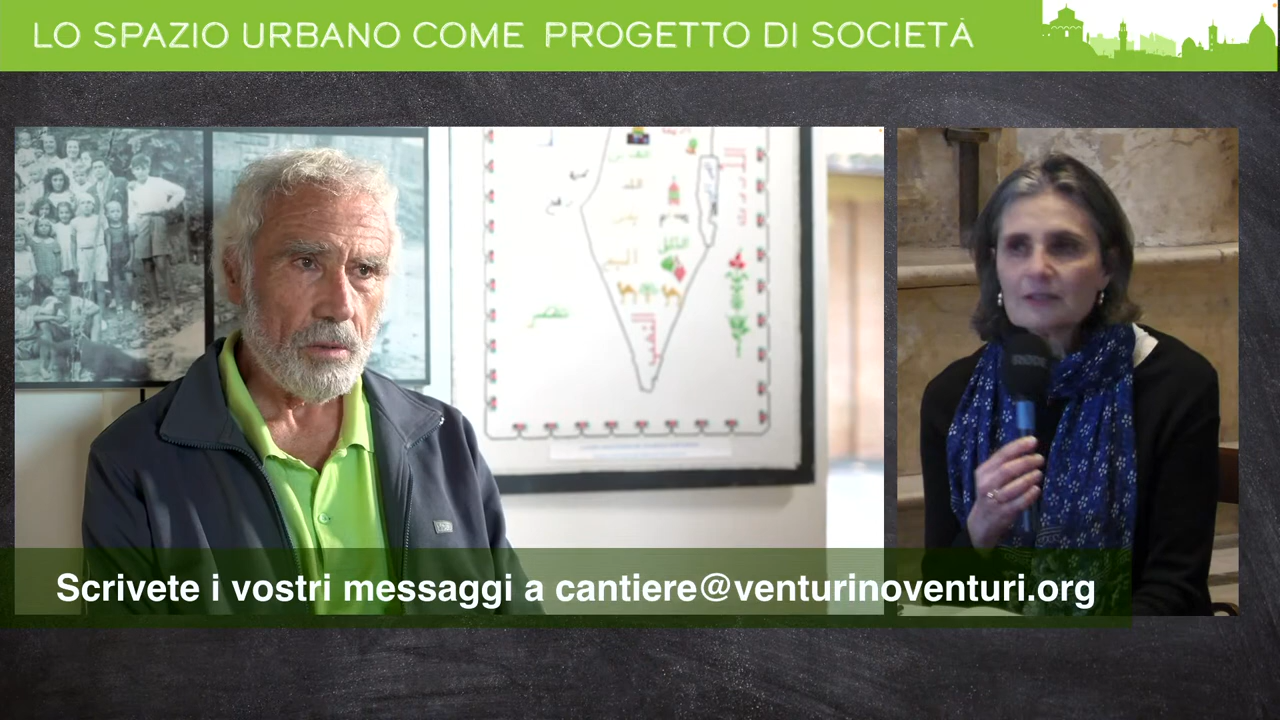 LO SPAZIO URBANO COME PROGETTO DI SOCIETÀ
Scrivete i vostri messaggi a cantiere@venturinoventuri.org